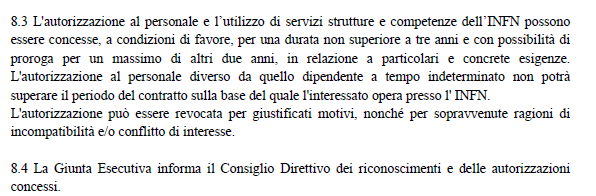 8.3 L'autorizzazione al personale e l’utilizzo di servizi strutture e competenze dell’INFN possono
essere concesse, a condizioni di favore, per una durata non superiore a tre anni e con possibilità di
proroga per un massimo di altri due anni, in relazione a particolari e concrete esigenze.
L'autorizzazione al personale diverso da quello dipendente a tempo indeterminato non potrà
superare il periodo del contratto sulla base del quale l'interessato opera presso l' INFN.
L'autorizzazione può essere revocata per giustificati motivi, nonché per sopravvenute ragioni di
incompatibilità e/o conflitto di interesse.
8.4 La Giunta Esecutiva informa il Consiglio Direttivo dei riconoscimenti e delle autorizzazioni
concessi.